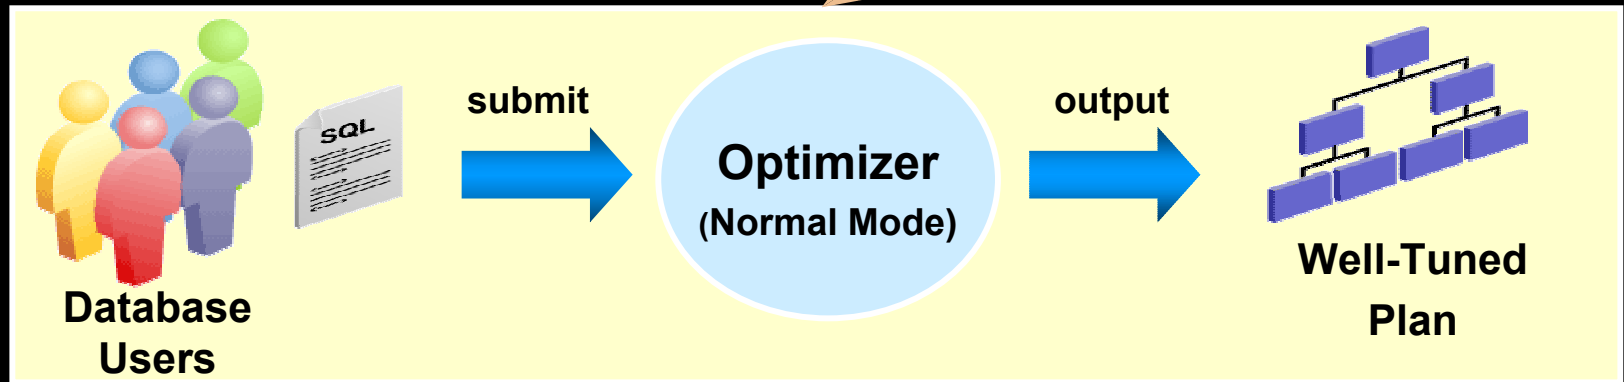 Database
Users
SQL
submit
Optimizer
(Normal Mode)
output
Well-Tuned
Plan